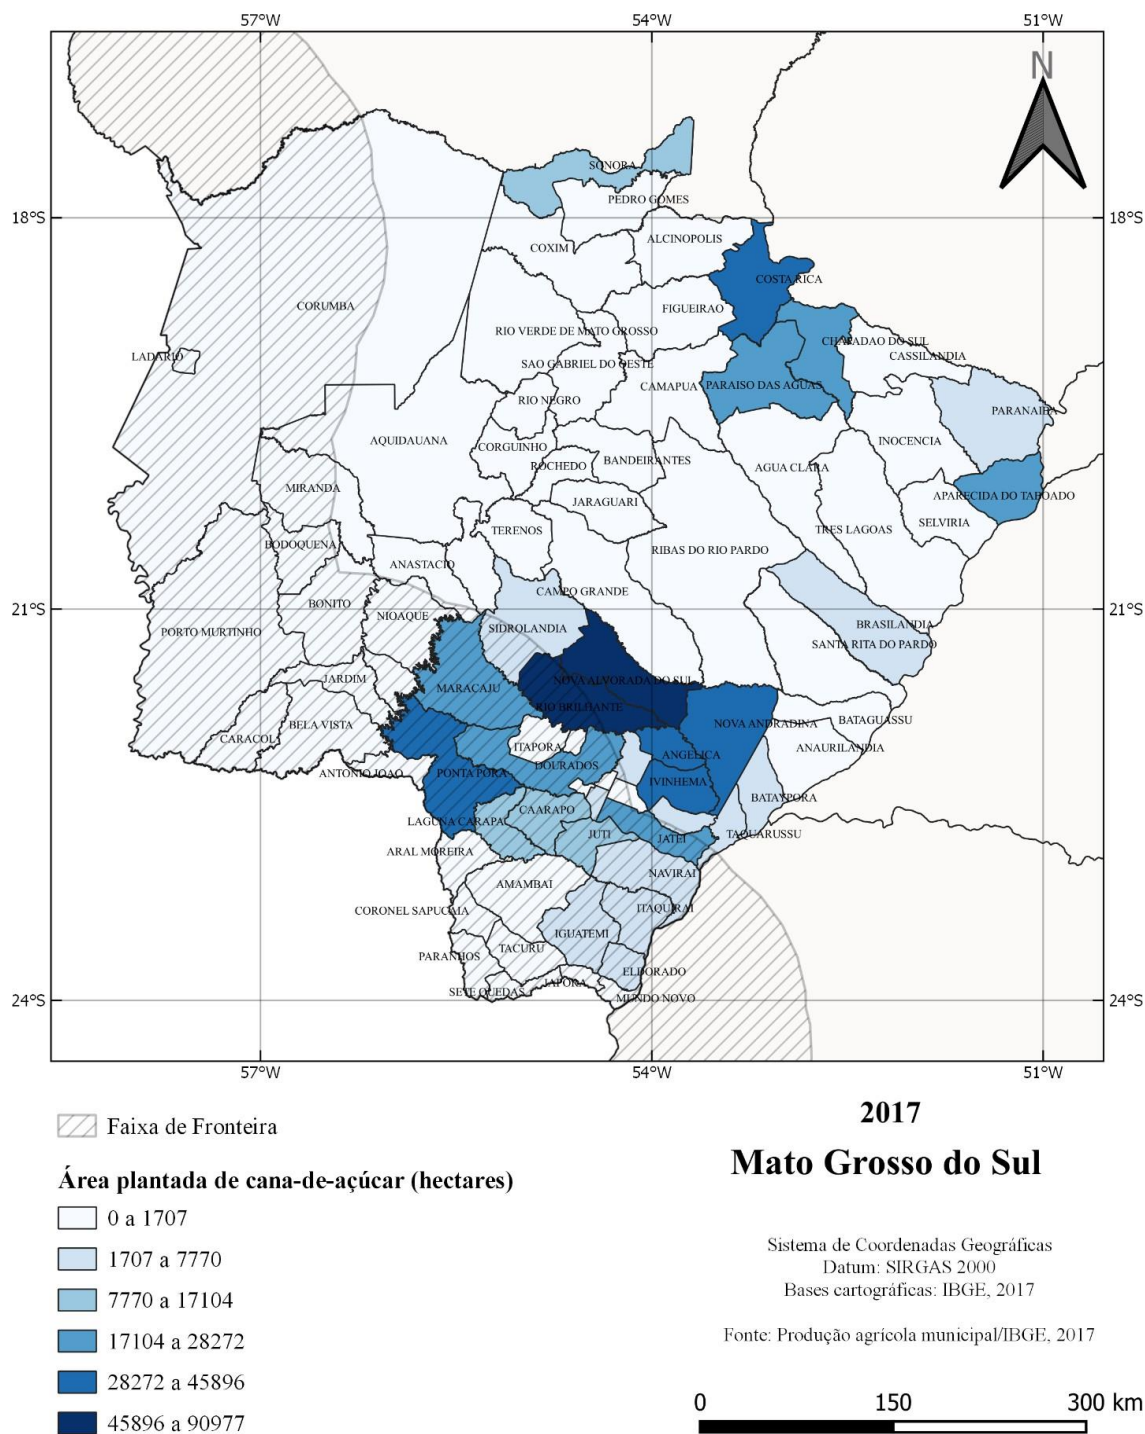 57°W 54°W 51°W
N
SONORA
PEDRO GOMES
18°S 18°S
ALCINOPOLIS
COXIM
COSTA RICA
CORUMBA
FIGUEIRAO
RIO VERDE DE MATO GROSSO
CHAPADAO DO SUL
LADARIO
CASSILANDIA
SAO GABRIEL DO OESTE
CAMAPUA
PARAISO DAS AGUAS
RIO NEGRO
PARANAIBA
AQUIDAUANA
INOCENCIA
CORGUINHO
BANDEIRANTES
ROCHEDO
AGUA CLARA
MIRANDA
APARECIDA DO TABOADO
JARAGUARI
SELVIRIA
TERENOS
TRES LAGOAS
BODOQUENA
RIBAS DO RIO PARDO
ANASTACIO
CAMPO GRANDE
BONITO
21°S 21°S
NIOAQUE
BRASILANDIA
SIDROLANDIA
PORTO MURTINHO
SANTA RITA DO PARDO
JARDIM
NOVA ALVORADA DO SUL
MARACAJU
RIO BRILHANTE
BATAGUASSU
NOVA ANDRADINA
BELA VISTA
CARACOL
ITAPORA
ANAURILANDIA
ANGELICA
DOURADOS
ANTONIO JOAO
PONTA PORA
IVINHEMA
BATAYPORA
CAARAPO
LAGUNA CARAPA
JUTI
TAQUARUSSU
JATEI
ARAL MOREIRA
NAVIRAI
AMAMBAI
CORONEL SAPUCAIA
ITAQUIRAI
IGUATEMI
TACURU
PARANHOS
ELDORADO
JAPORA
SETE QUEDAS
MUNDO NOVO
24°S 24°S
57°W 54°W 51°W
Faixa de Fronteira
Área plantada de cana-de-açúcar (hectares)
0 a 1707
1707 a 7770
7770 a 17104
17104 a 28272
28272 a 45896
45896 a 90977
2017
Mato Grosso do Sul
Sistema de Coordenadas Geográficas
Datum: SIRGAS 2000
Bases cartográficas: IBGE, 2017
Fonte: Produção agrícola municipal/IBGE, 2017
0 150 300 km